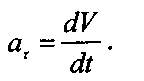 a_τ = dV/dt.